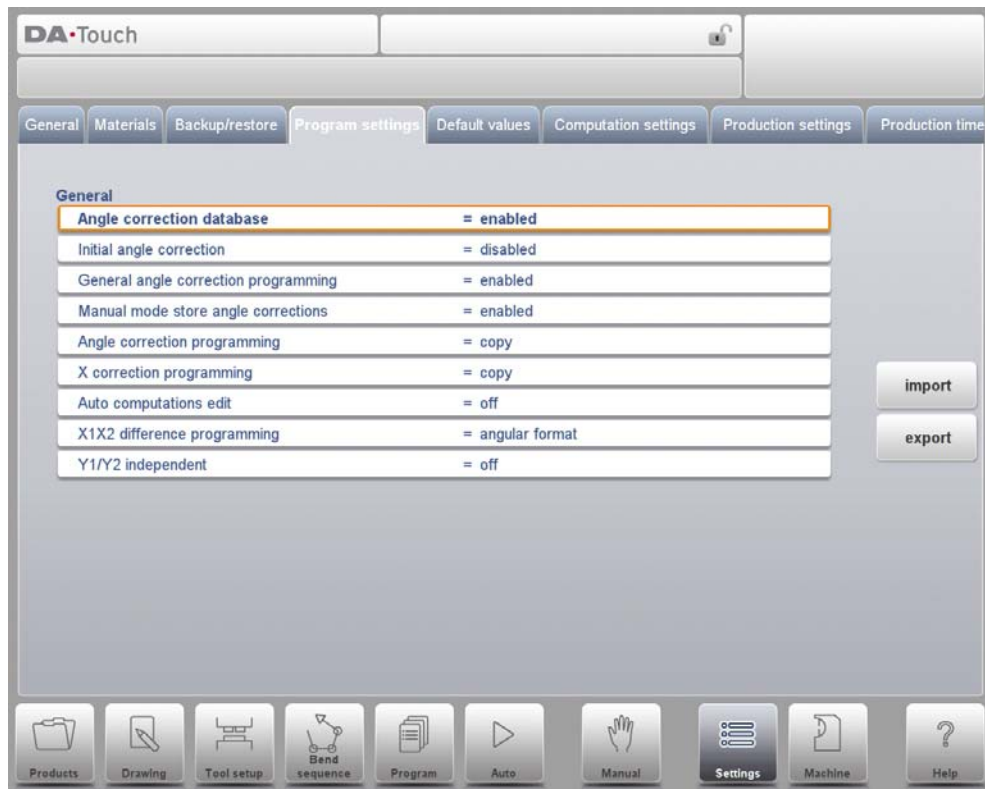 DA•Touch
General Materials Backup/restore Program settings Default values Computation settings Production settings Production time
General
Angle correction database = enabled
Initial angle correction = disabled
General angle correction programming = enabled
Manual mode store angle corrections = enabled
Angle correction programming = copy
X correction programming = copy
Auto computations edit = off
X1X2 difference programming = angular format
Y1/Y2 independent = off
import
export
Products Drawing Tool setup Bend sequence Program Auto Manual Settings Machine Help